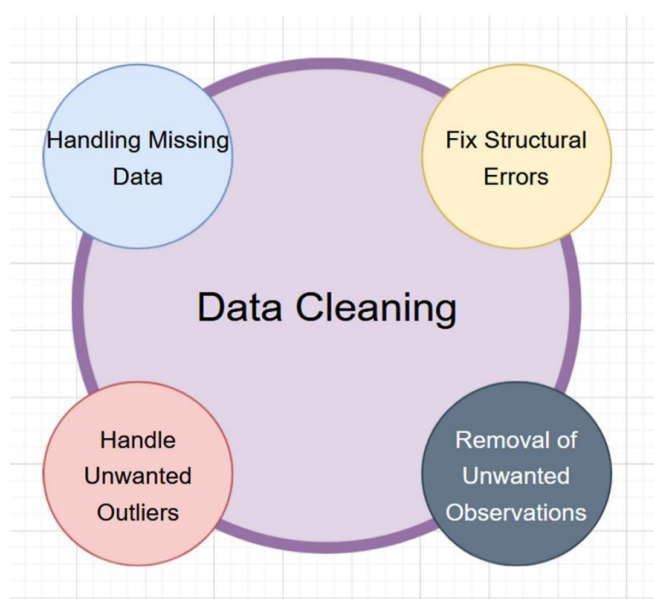 Handling Missing
Data
Fix Structural
Errors
Data Cleaning
Handle
Unwanted
Outliers
Removal of
Unwanted
Observations